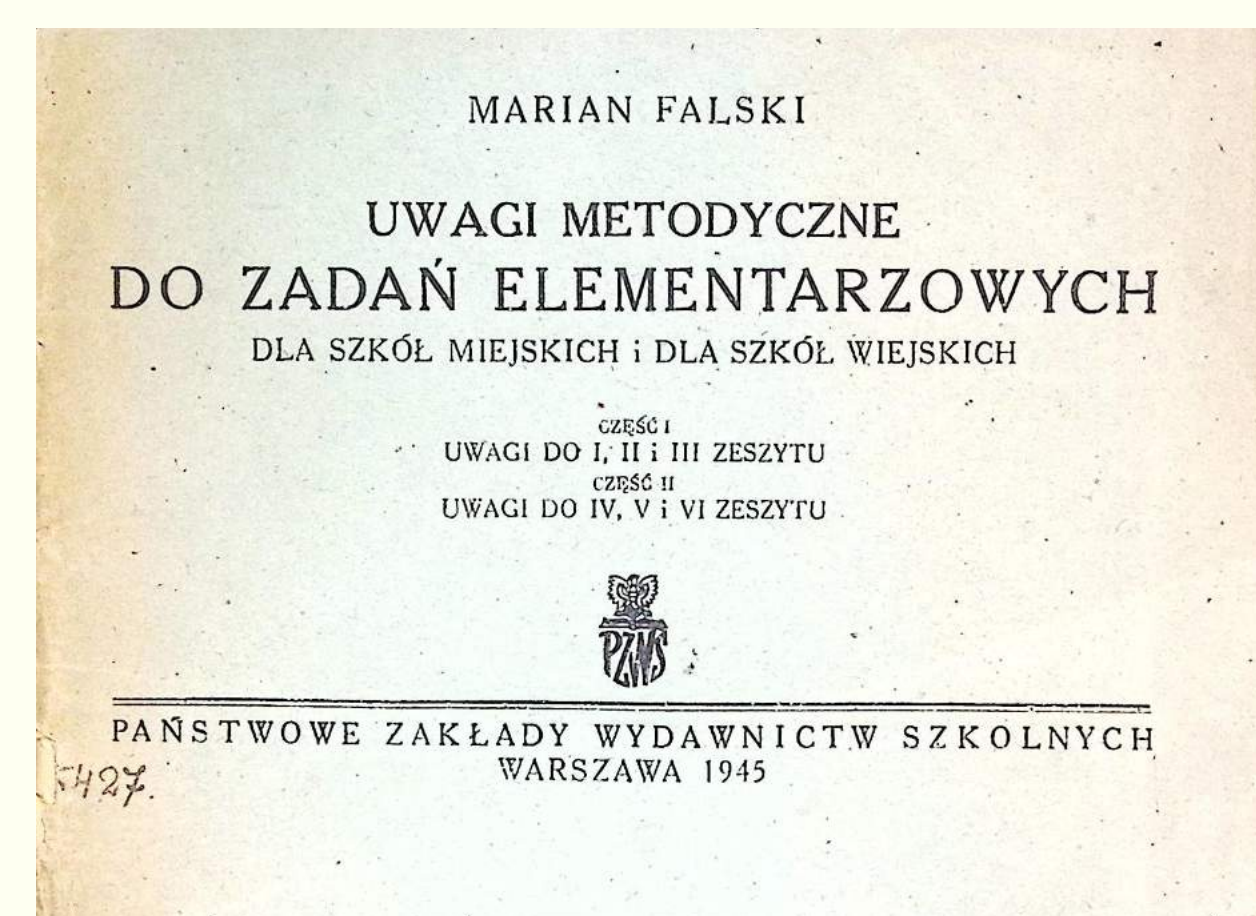 MARIAN FALSKI
UWAGI METODYCZNE
DO ZADAŃ ELEMENTARZOWYCH
DLA SZKÓŁ MIEJSKICH i DLA SZKÓŁ WIEJSKICH
CZĘŚĆ I
UWAGI DO I, II i III ZESZYTU
CZĘŚĆ II
UWAGI DO IV, V i VI ZESZYTU
PZWS
PAŃSTWOWE ZAKŁADY WYDAWNICTW SZKOLNYCH
WARSZAWA 1945
5427.